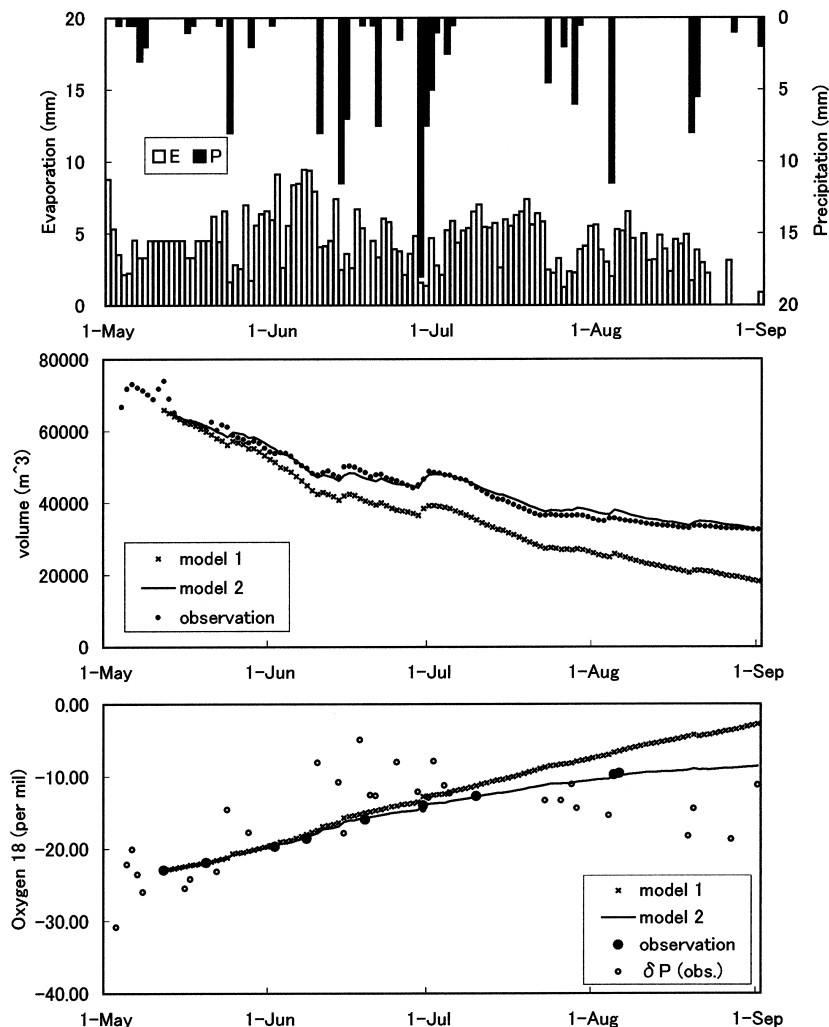 20
15
10
5
0
Evaporation (mm)
E P
0
5
10
15
20
Precipitation (mm)
1-May 1-Jun 1-Jul 1-Aug 1-Sep
80000
60000
40000
20000
0
volume (m^3)
model 1
model 2
observation
1-May 1-Jun 1-Jul 1-Aug 1-Sep
0.00
-10.00
-20.00
-30.00
-40.00
Oxygen 18 (per mil)
model 1
model 2
observation
δP (obs.)
1-May 1-Jun 1-Jul 1-Aug 1-Sep